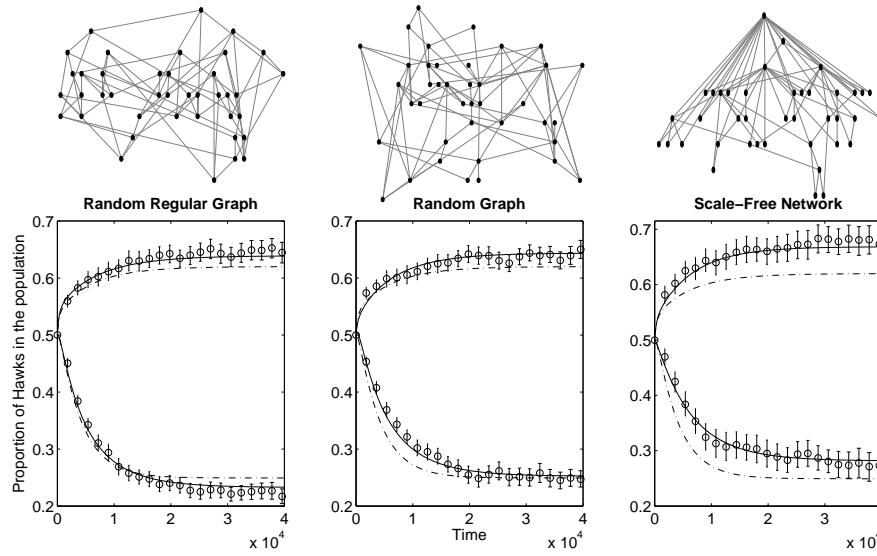 Random Regular Graph
Random Graph
Scale-Free Network
Proportion of Hawks in the population
0.7
0.6
0.5
0.4
0.3
0.2
0 1 2 3 4
x 10^4
0.7
0.6
0.5
0.4
0.3
0.2
0 1 2 3 4
Time
x 10^4
0.7
0.6
0.5
0.4
0.3
0.2
0 1 2 3
x 10^4